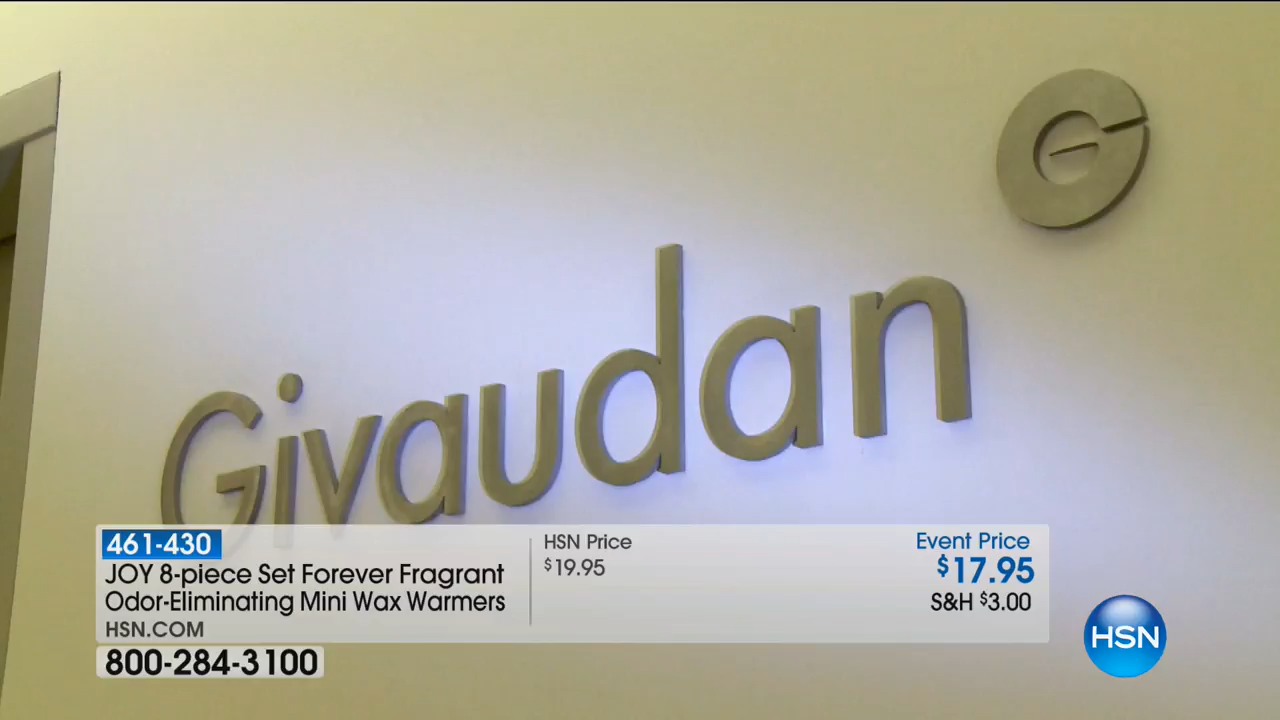 G
Givaudan
461-430
JOY 8-piece Set Forever Fragrant
Odor-Eliminating Mini Wax Warmers
HSN.COM
800-284-3100
HSN Price
$19.95
Event Price
$17.95
S&H $3.00
HSN